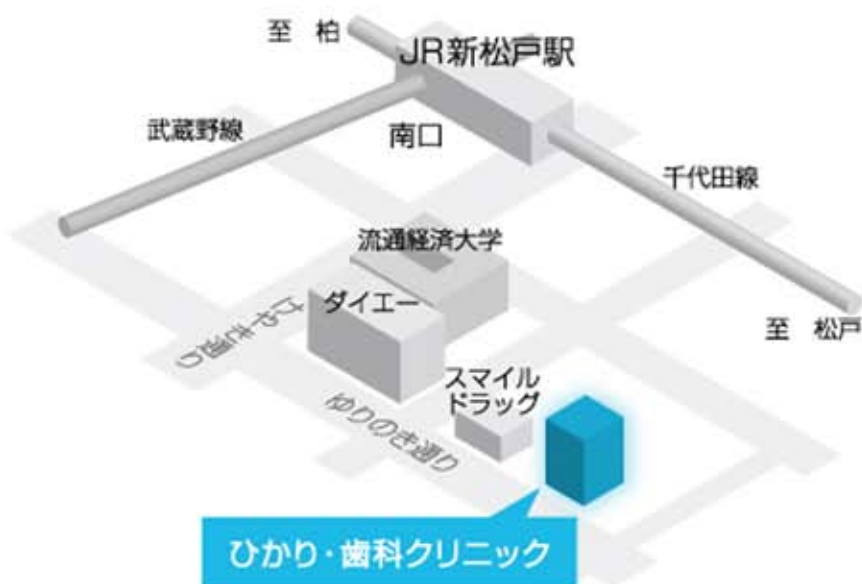 至 柏
JR新松戸駅
武蔵野線
南口
千代田線
流通経済大学
ダイエー
けやき通り
至 松戸
スマイル
ドラッグ
ゆりのき通り
ひかり・歯科クリニック